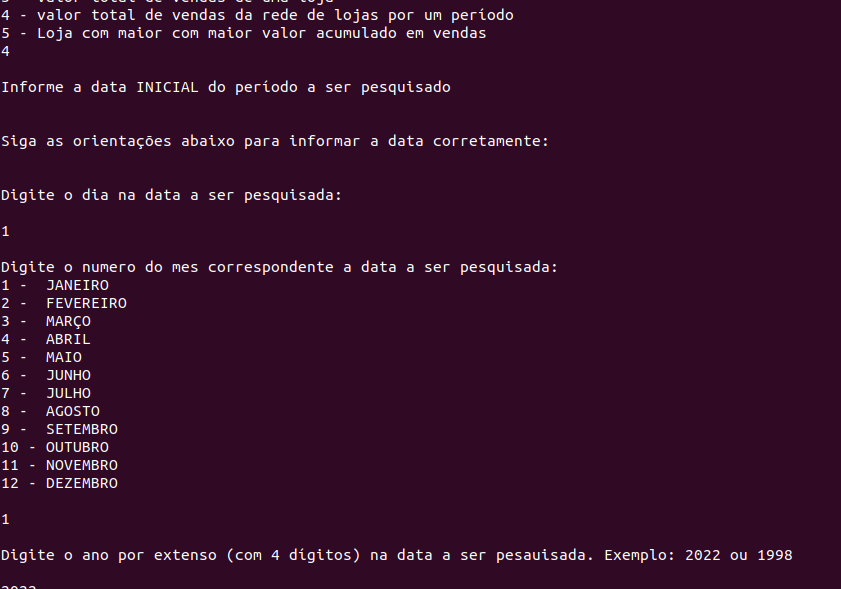 4 - valor total de vendas da rede de lojas por um período
5 - Loja com maior com maior valor acumulado em vendas
4
Informe a data INICIAL do período a ser pesquisado
Siga as orientações abaixo para informar a data corretamente:
Digite o dia na data a ser pesquisada:
1
Digite o numero do mes correspondente a data a ser pesquisada:
1 -  JANEIRO
2 -  FEVEREIRO
3 -  MARÇO
4 -  ABRIL
5 -  MAIO
6 -  JUNHO
7 -  JULHO
8 -  AGOSTO
9 -  SETEMBRO
10 - OUTUBRO
11 - NOVEMBRO
12 - DEZEMBRO
1
Digite o ano por extenso (com 4 dígitos) na data a ser pesauisada. Exemplo: 2022 ou 1998